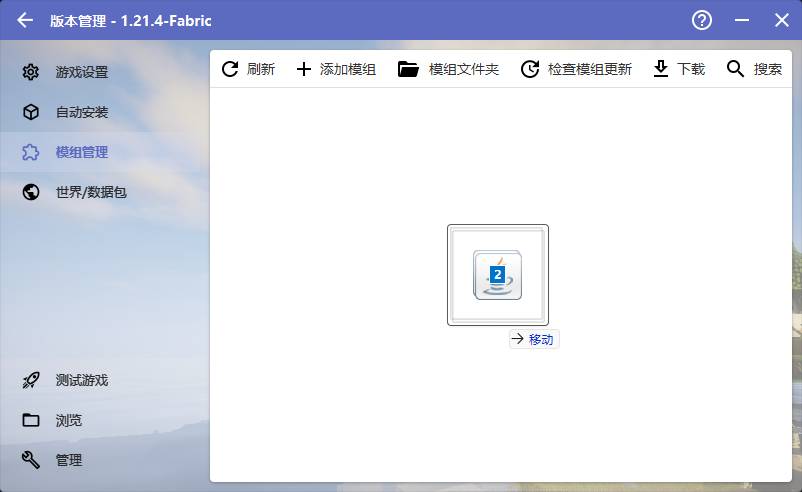 版本管理 - 1.21.4-Fabric
游戏设置
自动安装
模组管理
世界/数据包
测试游戏
浏览
管理
刷新 添加模组 模组文件夹 检查模组更新 下载 搜索
2
移动